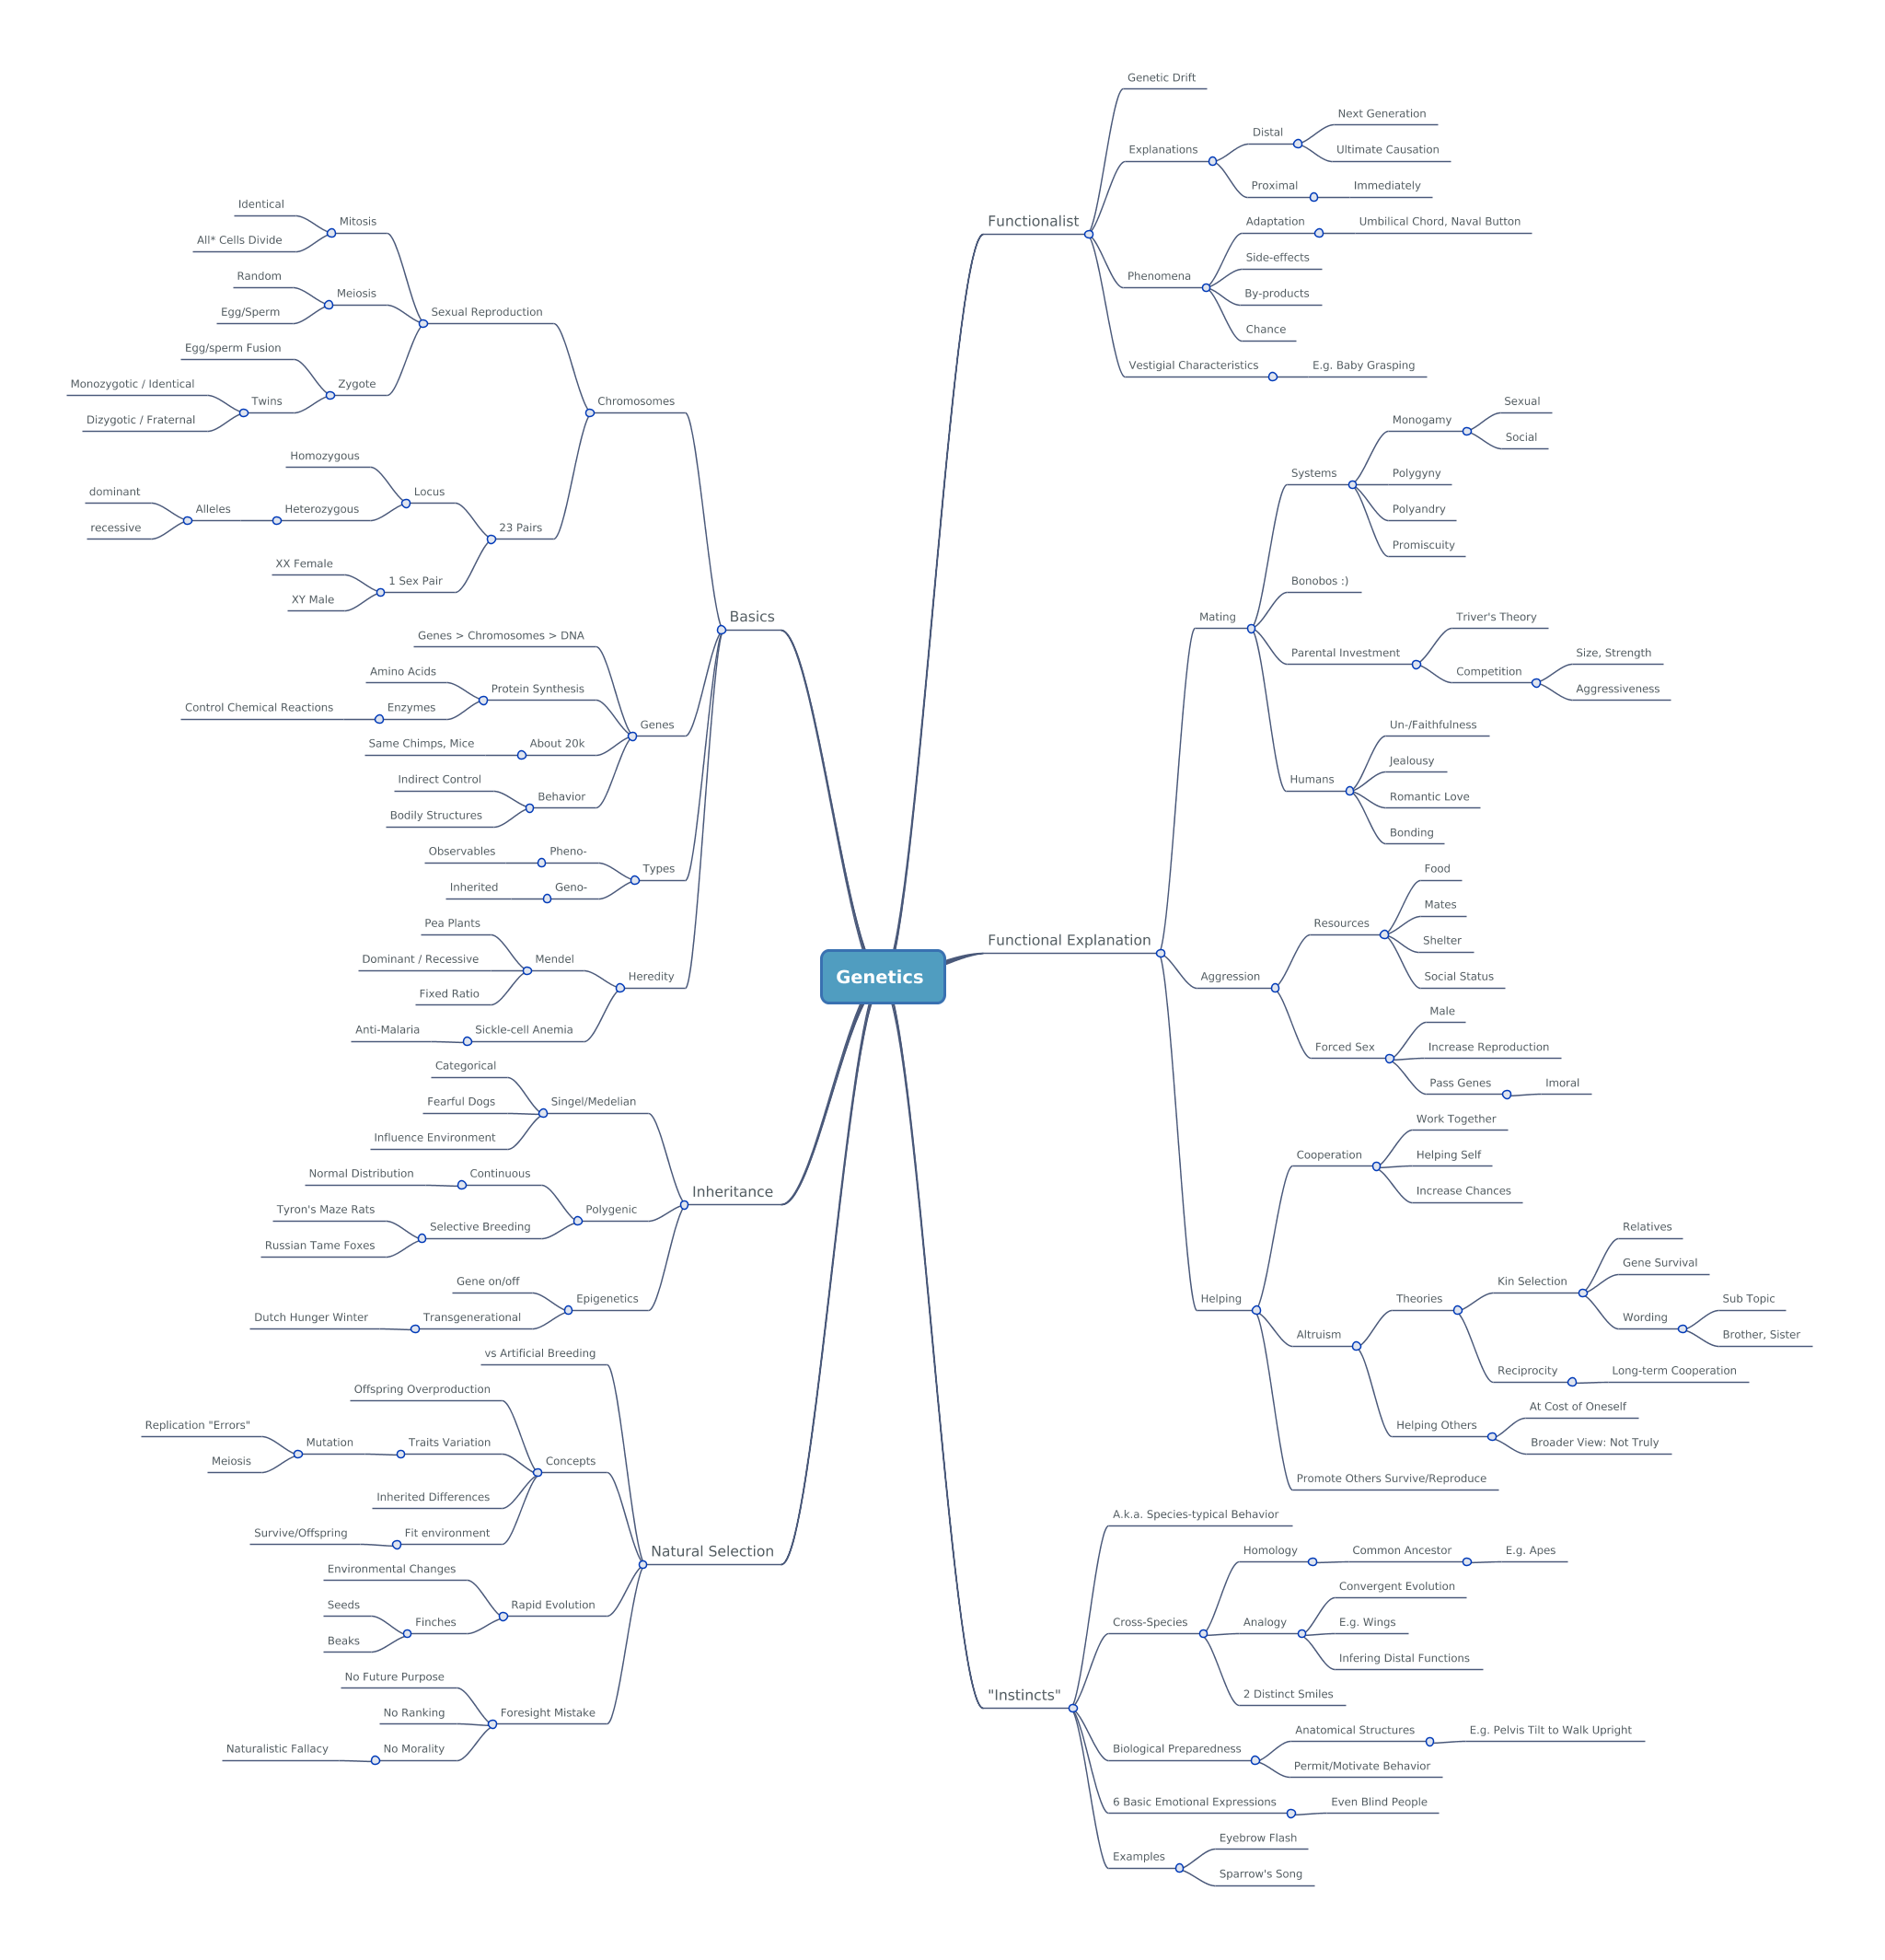 Genetics
Functionalist
Genetic Drift
Explanations
Distal
Next Generation
Ultimate Causation
Proximal
Immediately
Phenomena
Adaptation
Umbilical Chord, Naval Button
Side-effects
By-products
Chance
Vestigial Characteristics
E.g. Baby Grasping
Functional Explanation
Mating
Systems
Monogamy
Sexual
Social
Polygyny
Polyandry
Promiscuity
Bonobos :)
Parental Investment
Triver's Theory
Competition
Size, Strength
Aggressiveness
Humans
Un-/Faithfulness
Jealousy
Romantic Love
Bonding
Aggression
Resources
Food
Mates
Shelter
Social Status
Forced Sex
Male
Increase Reproduction
Pass Genes
Imoral
Helping
Cooperation
Work Together
Helping Self
Increase Chances
Altruism
Theories
Kin Selection
Relatives
Gene Survival
Wording
Sub Topic
Brother, Sister
Reciprocity
Long-term Cooperation
Helping Others
At Cost of Oneself
Broader View: Not Truly
Promote Others Survive/Reproduce
"Instincts"
A.k.a. Species-typical Behavior
Cross-Species
Homology
Common Ancestor
E.g. Apes
Analogy
Convergent Evolution
E.g. Wings
Infering Distal Functions
2 Distinct Smiles
Biological Preparedness
Anatomical Structures
E.g. Pelvis Tilt to Walk Upright
Permit/Motivate Behavior
6 Basic Emotional Expressions
Even Blind People
Examples
Eyebrow Flash
Sparrow's Song
Basics
Chromosomes
Sexual Reproduction
Mitosis
Identical
All* Cells Divide
Meiosis
Random
Egg/Sperm
Zygote
Egg/sperm Fusion
Twins
Monozygotic / Identical
Dizygotic / Fraternal
23 Pairs
Locus
Homozygous
Heterozygous
Alleles
dominant
recessive
1 Sex Pair
XX Female
XY Male
Genes
Genes > Chromosomes > DNA
Protein Synthesis
Amino Acids
Enzymes
Control Chemical Reactions
About 20k
Same Chimps, Mice
Behavior
Indirect Control
Bodily Structures
Types
Pheno-
Observables
Geno-
Inherited
Heredity
Mendel
Pea Plants
Dominant / Recessive
Fixed Ratio
Sickle-cell Anemia
Anti-Malaria
Inheritance
Singel/Medelian
Categorical
Fearful Dogs
Influence Environment
Polygenic
Continuous
Normal Distribution
Selective Breeding
Tyron's Maze Rats
Russian Tame Foxes
Epigenetics
Gene on/off
Transgenerational
Dutch Hunger Winter
Natural Selection
vs Artificial Breeding
Concepts
Offspring Overproduction
Traits Variation
Mutation
Replication "Errors"
Meiosis
Inherited Differences
Fit environment
Survive/Offspring
Rapid Evolution
Environmental Changes
Finches
Seeds
Beaks
Foresight Mistake
No Future Purpose
No Ranking
No Morality
Naturalistic Fallacy